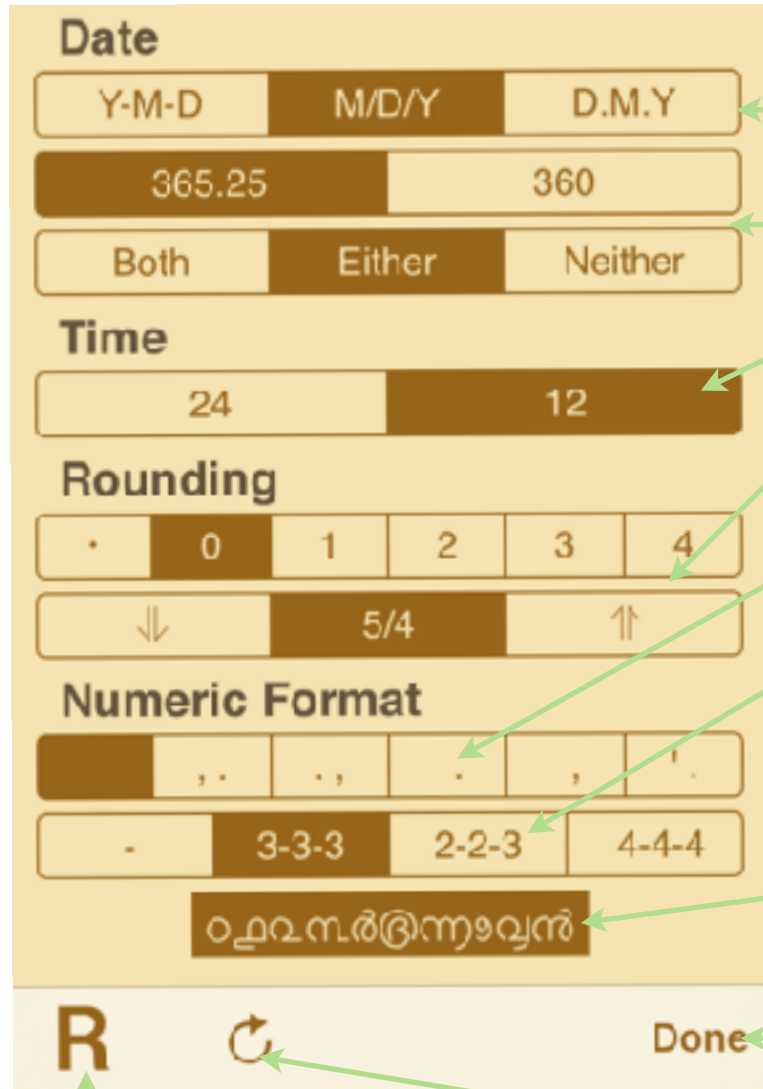 Date
Y-M-D M/D/Y D.M.Y
365.25 360
Both Either Neither
Time
24 12
Rounding
· 0 1 2 3 4
⥥ 5/4 ⥣
Numeric Format
, . . , . , ' .
- 3-3-3 2-2-3 4-4-4
൦൧൨൩൪൫൬൭൮൯
R Done